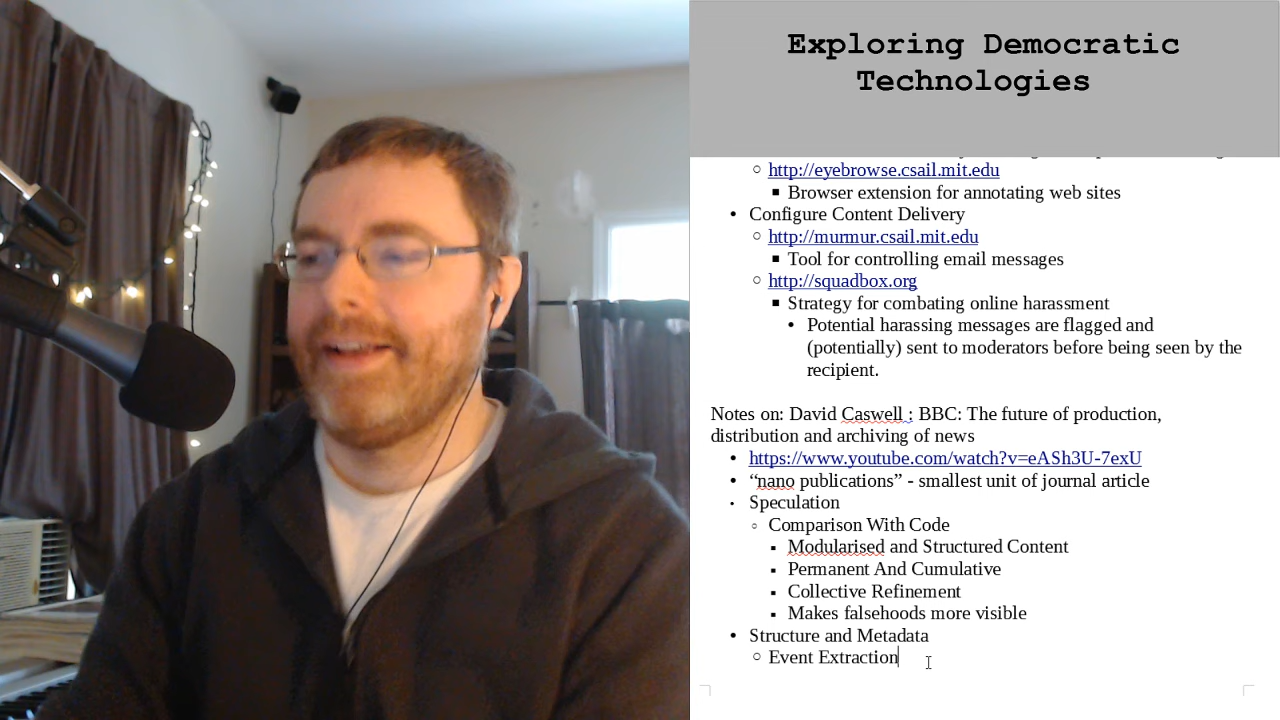 Exploring Democratic
Technologies
http://eyebrowse.csail.mit.edu
Browser extension for annotating web sites
Configure Content Delivery
http://murmur.csail.mit.edu
Tool for controlling email messages
http://squadbox.org
Strategy for combating online harassment
Potential harassing messages are flagged and
(potentially) sent to moderators before being seen by the
recipient.
Notes on: David Caswell : BBC: The future of production,
distribution and archiving of news
https://www.youtube.com/watch?v=eASh3U-7exU
“nano publications” - smallest unit of journal article
Speculation
Comparison With Code
Modularised and Structured Content
Permanent And Cumulative
Collective Refinement
Makes falsehoods more visible
Structure and Metadata
Event Extraction